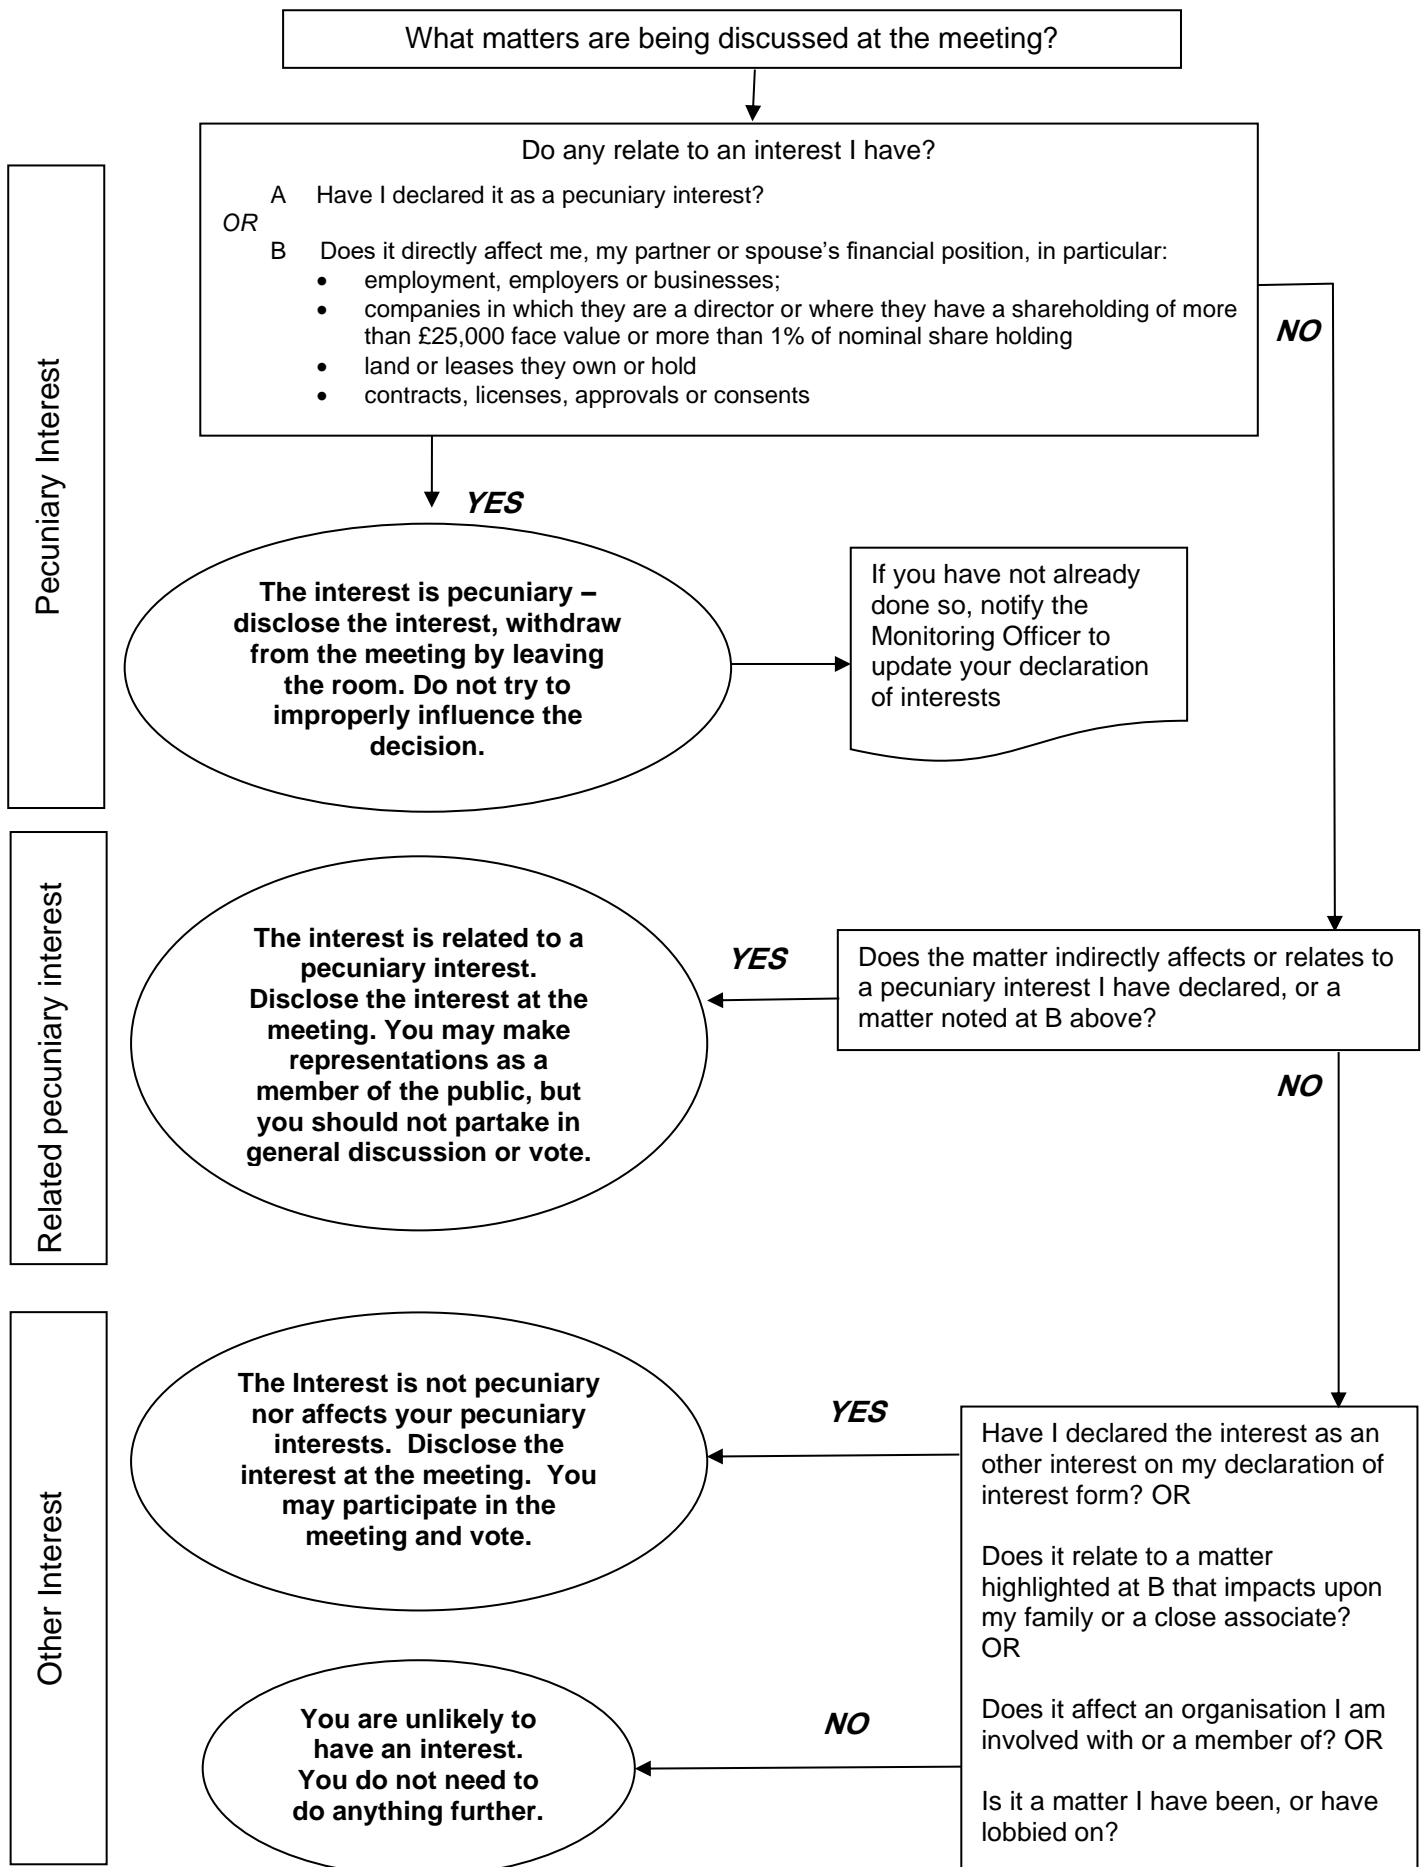 What matters are being discussed at the meeting?
Do any relate to an interest I have?
A Have I declared it as a pecuniary interest?
OR
B Does it directly affect me, my partner or spouse's financial position, in particular:
• employment, employers or businesses;
• companies in which they are a director or where they have a shareholding of more
than £25,000 face value or more than 1% of nominal share holding
• land or leases they own or hold
• contracts, licenses, approvals or consents
NO
Pecuniary Interest
YES
The interest is pecuniary –
disclose the interest, withdraw
from the meeting by leaving
the room. Do not try to
improperly influence the
decision.
If you have not already
done so, notify the
Monitoring Officer to
update your declaration
of interests
Related pecuniary interest
The interest is related to a
pecuniary interest.
Disclose the interest at the
meeting. You may make
representations as a
member of the public, but
you should not partake in
general discussion or vote.
YES
Does the matter indirectly affects or relates to
a pecuniary interest I have declared, or a
matter noted at B above?
NO
Other Interest
The Interest is not pecuniary
nor affects your pecuniary
interests. Disclose the
interest at the meeting. You
may participate in the
meeting and vote.
YES
Have I declared the interest as an
other interest on my declaration of
interest form? OR
Does it relate to a matter
highlighted at B that impacts upon
my family or a close associate?
OR
Does it affect an organisation I am
involved with or a member of? OR
Is it a matter I have been, or have
lobbied on?
NO
You are unlikely to
have an interest.
You do not need to
do anything further.